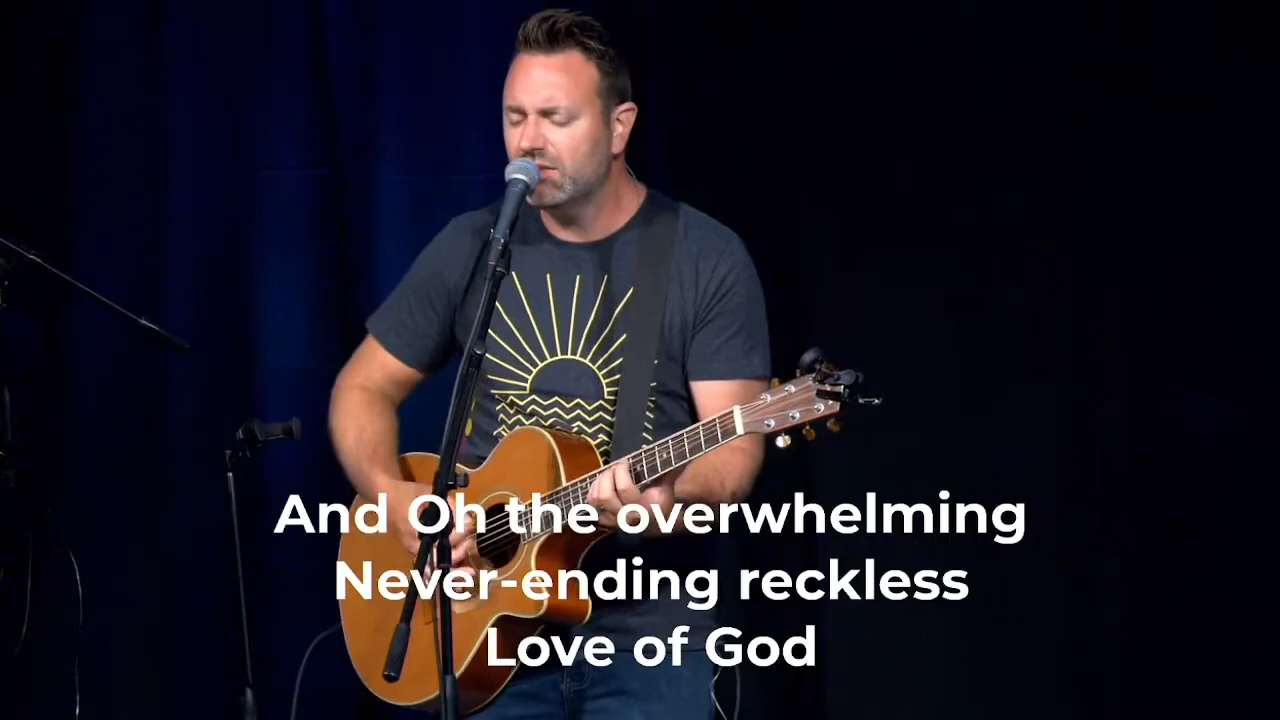 And Oh the overwhelming
Never-ending reckless
Love of God